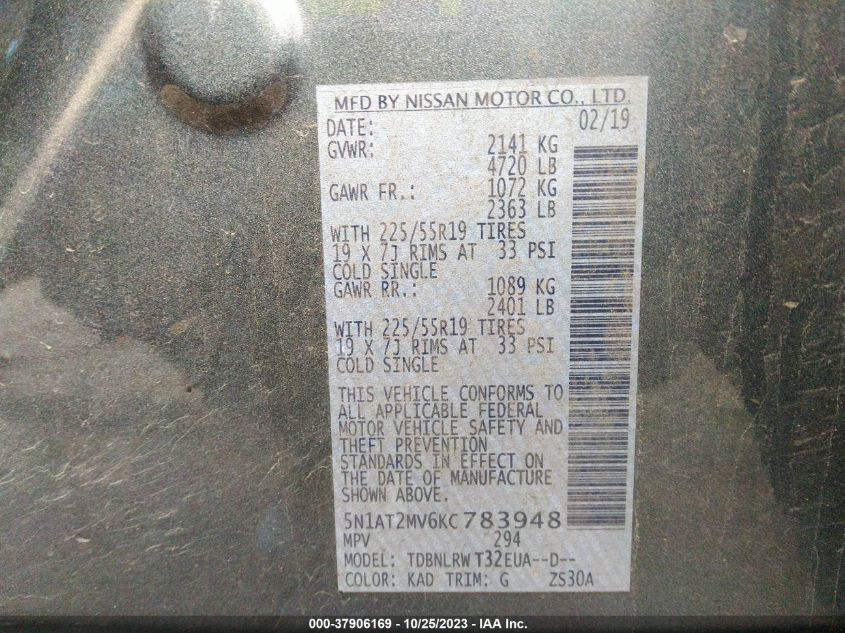 MFD BY NISSAN MOTOR CO., LTD.
DATE: 02/19
GVWR: 2141 KG
4720 LB
GAWR FR.: 1072 KG
2363 LB
WITH 225/55R19 TIRES
19 X 7J RIMS AT 33 PSI
COLD SINGLE
GAWR RR.: 1089 KG
2401 LB
WITH 225/55R19 TIRES
19 X 7J RIMS AT 33 PSI
COLD SINGLE
THIS VEHICLE CONFORMS TO
ALL APPLICABLE FEDERAL
MOTOR VEHICLE SAFETY AND
THEFT PREVENTION
STANDARDS IN EFFECT ON
THE DATE OF MANUFACTURE
SHOWN ABOVE.
5N1AT2MV6KC783948
MPV 294
MODEL: TDBNLRW T32EUA--D--
COLOR: KAD TRIM: G ZS30A
000-37906169 - 10/25/2023 - IAA Inc.